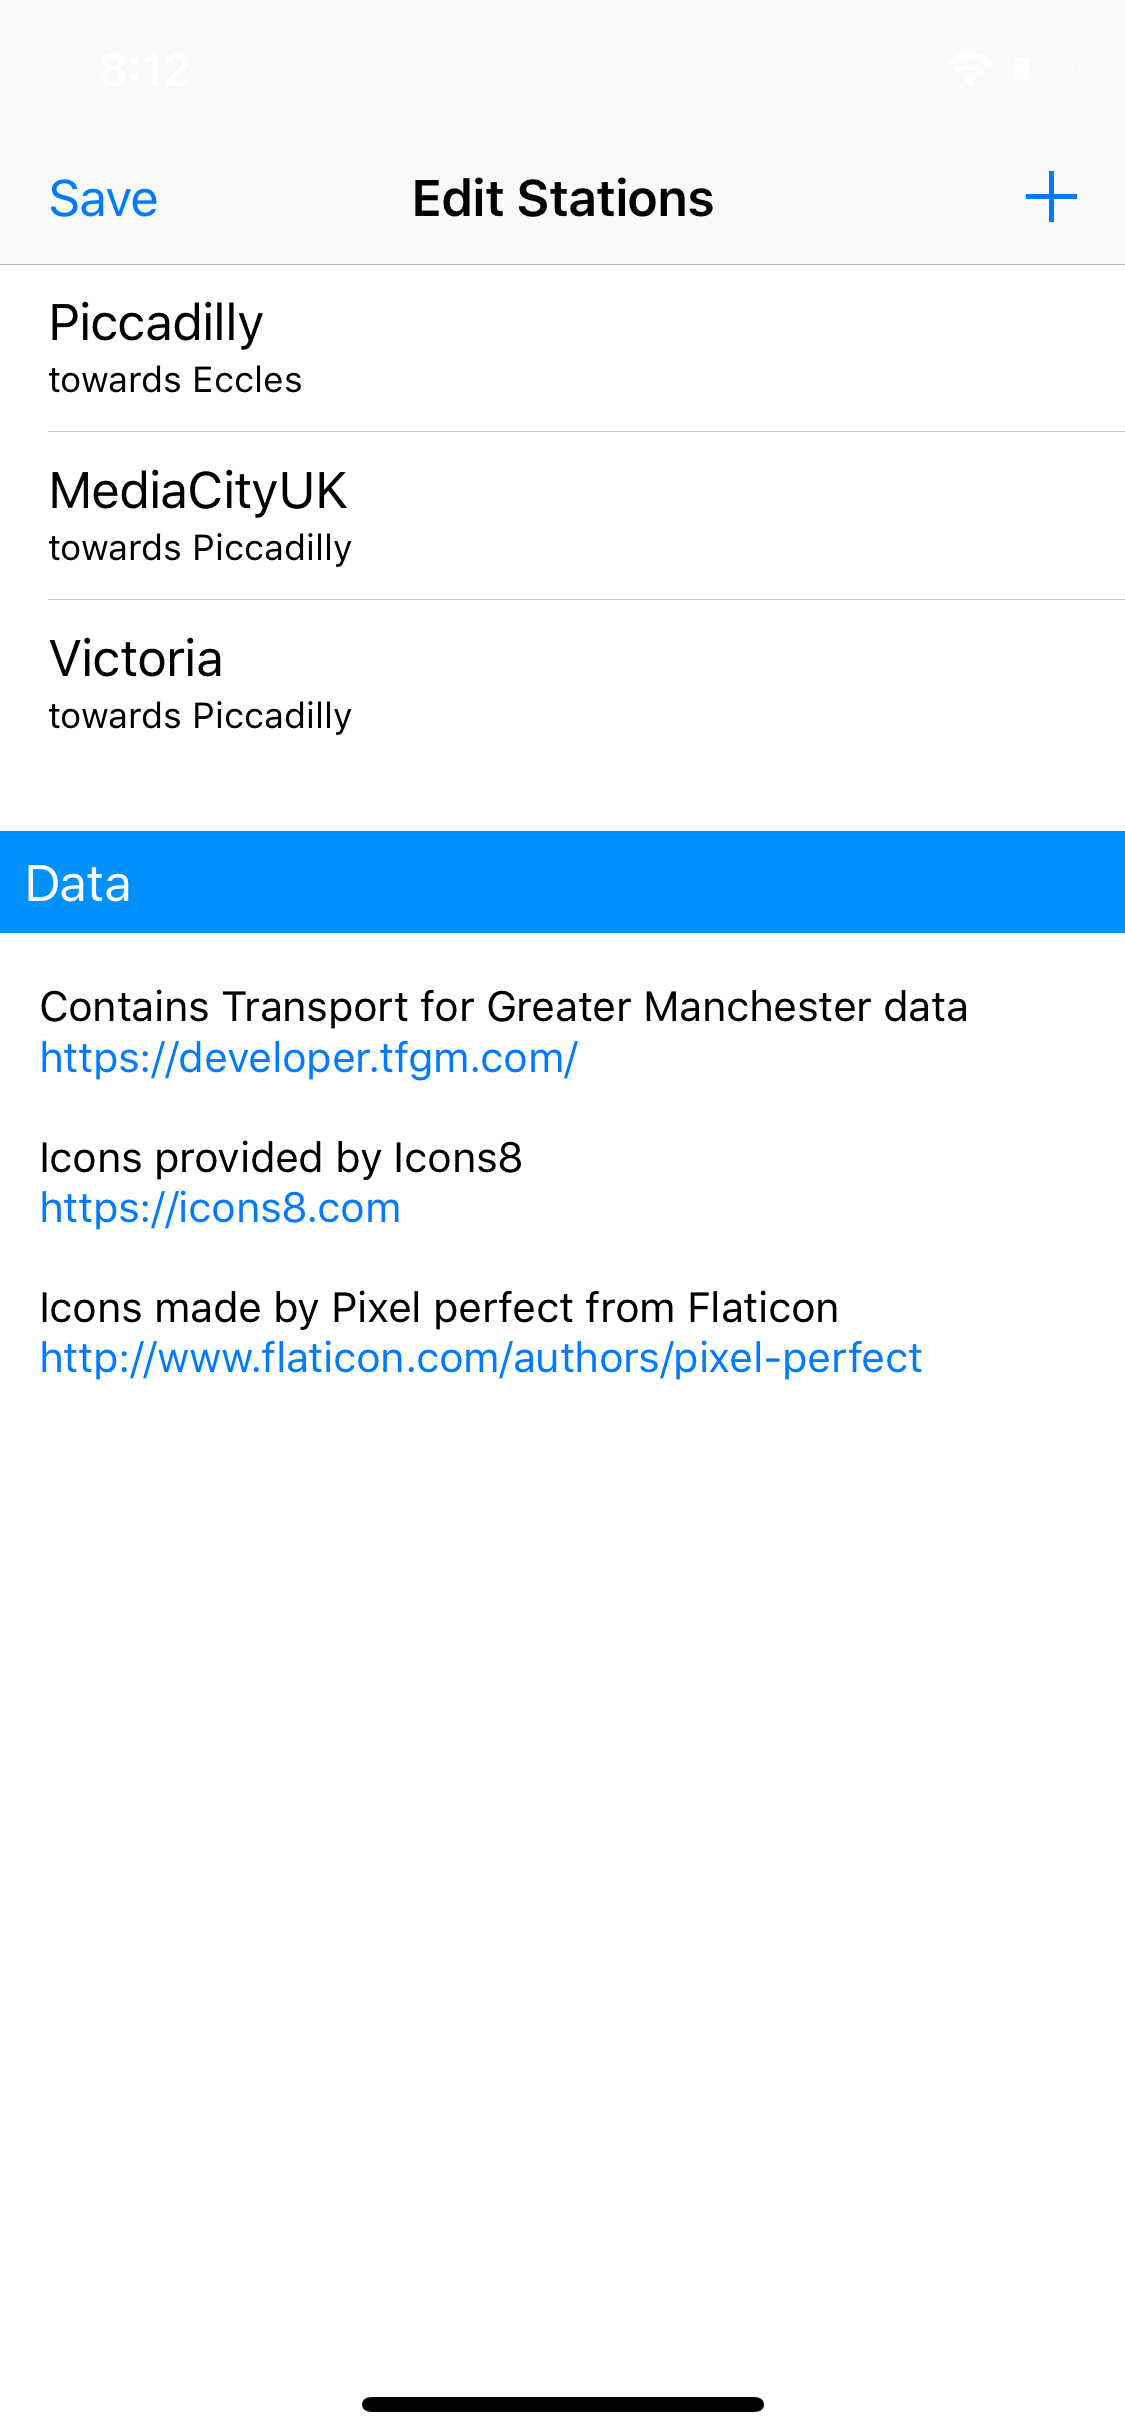 8:12
Save
Edit Stations
Piccadilly
towards Eccles
MediaCityUK
towards Piccadilly
Victoria
towards Piccadilly
Data
Contains Transport for Greater Manchester data
https://developer.tfgm.com/
Icons provided by Icons8
https://icons8.com
Icons made by Pixel perfect from Flaticon
http://www.flaticon.com/authors/pixel-perfect